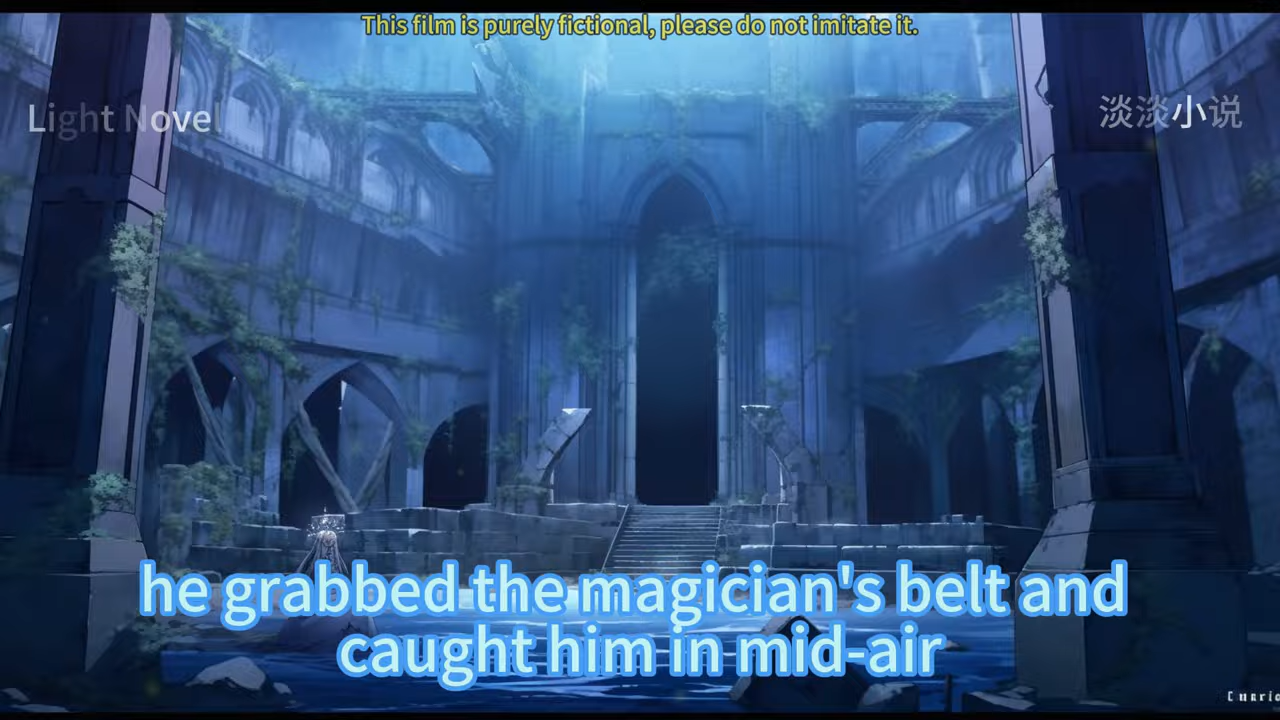 This film is purely fictional, please do not imitate it.
Light Novel
淡淡小说
he grabbed the magician's belt and
caught him in mid-air